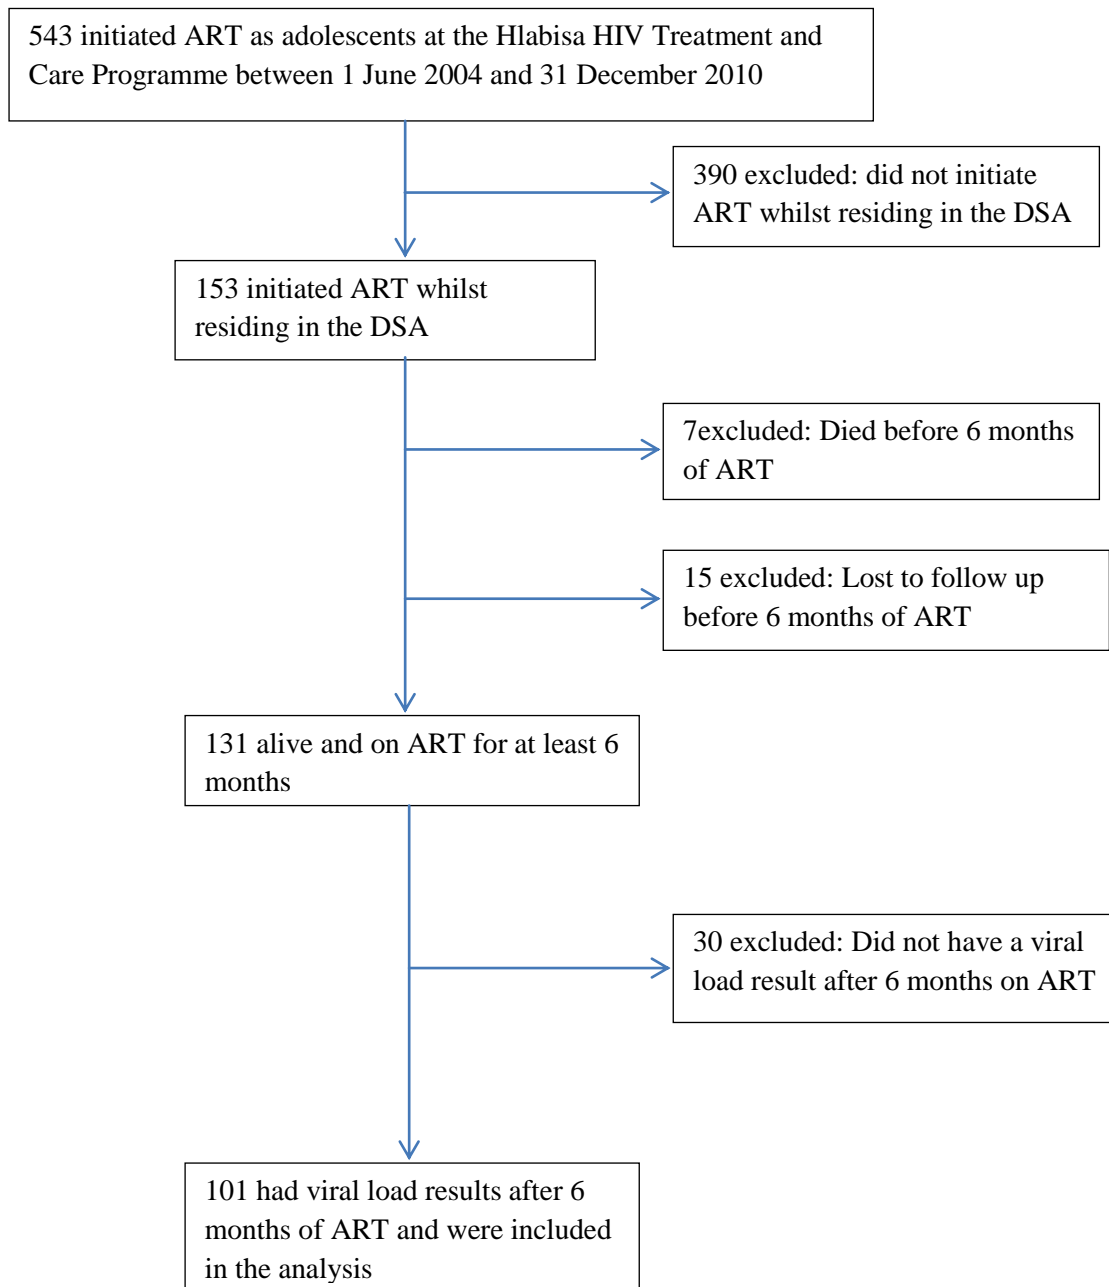 543 initiated ART as adolescents at the Hlabisa HIV Treatment and
Care Programme between 1 June 2004 and 31 December 2010
390 excluded: did not initiate
ART whilst residing in the DSA
153 initiated ART whilst
residing in the DSA
7excluded: Died before 6 months
of ART
15 excluded: Lost to follow up
before 6 months of ART
131 alive and on ART for at least 6
months
30 excluded: Did not have a viral
load result after 6 months on ART
101 had viral load results after 6
months of ART and were included
in the analysis